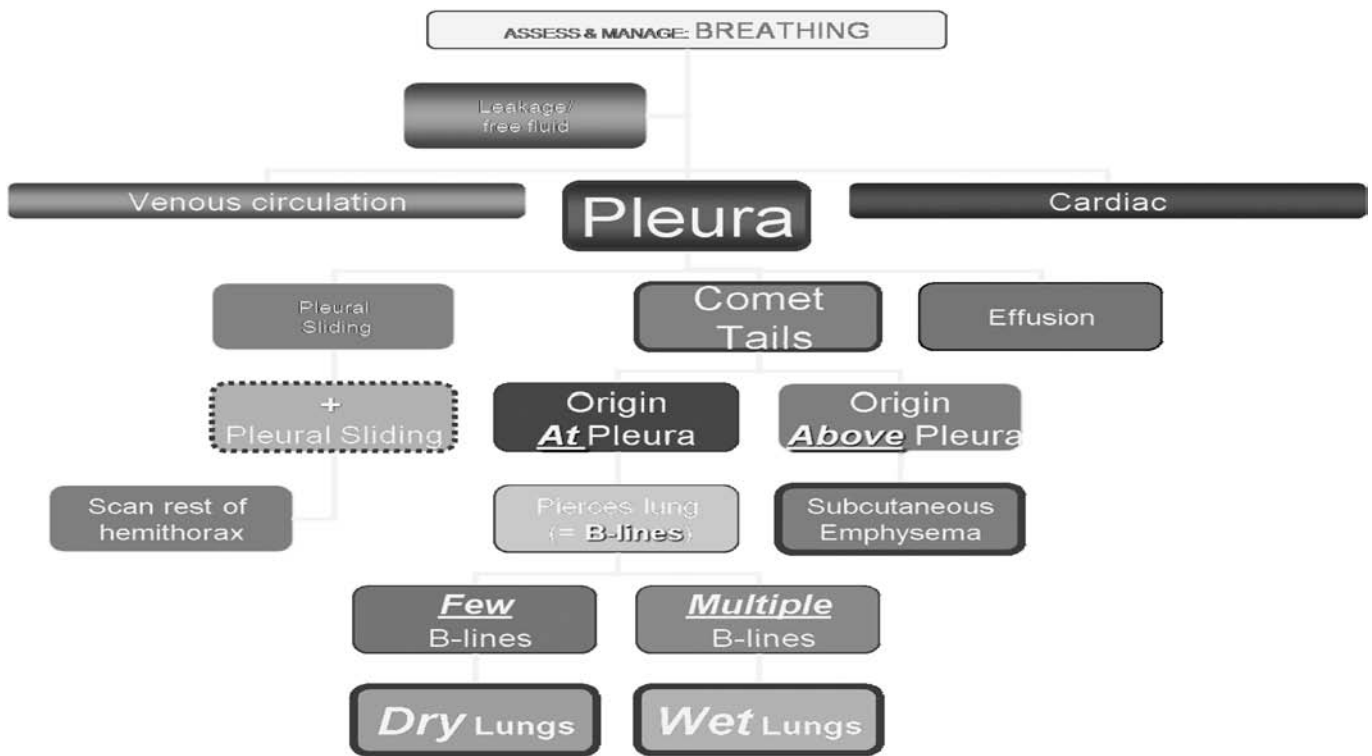 ASSESS & MANAGE: BREATHING
Leakage/
free fluid
Venous circulation
Pleura
Cardiac
Pleural
Sliding
Comet
Tails
Effusion
+
Pleural Sliding
Origin
At Pleura
Origin
Above Pleura
Scan rest of
hemithorax
Pierces lung
(= B-lines)
Subcutaneous
Emphysema
Few
B-lines
Multiple
B-lines
Dry Lungs
Wet Lungs